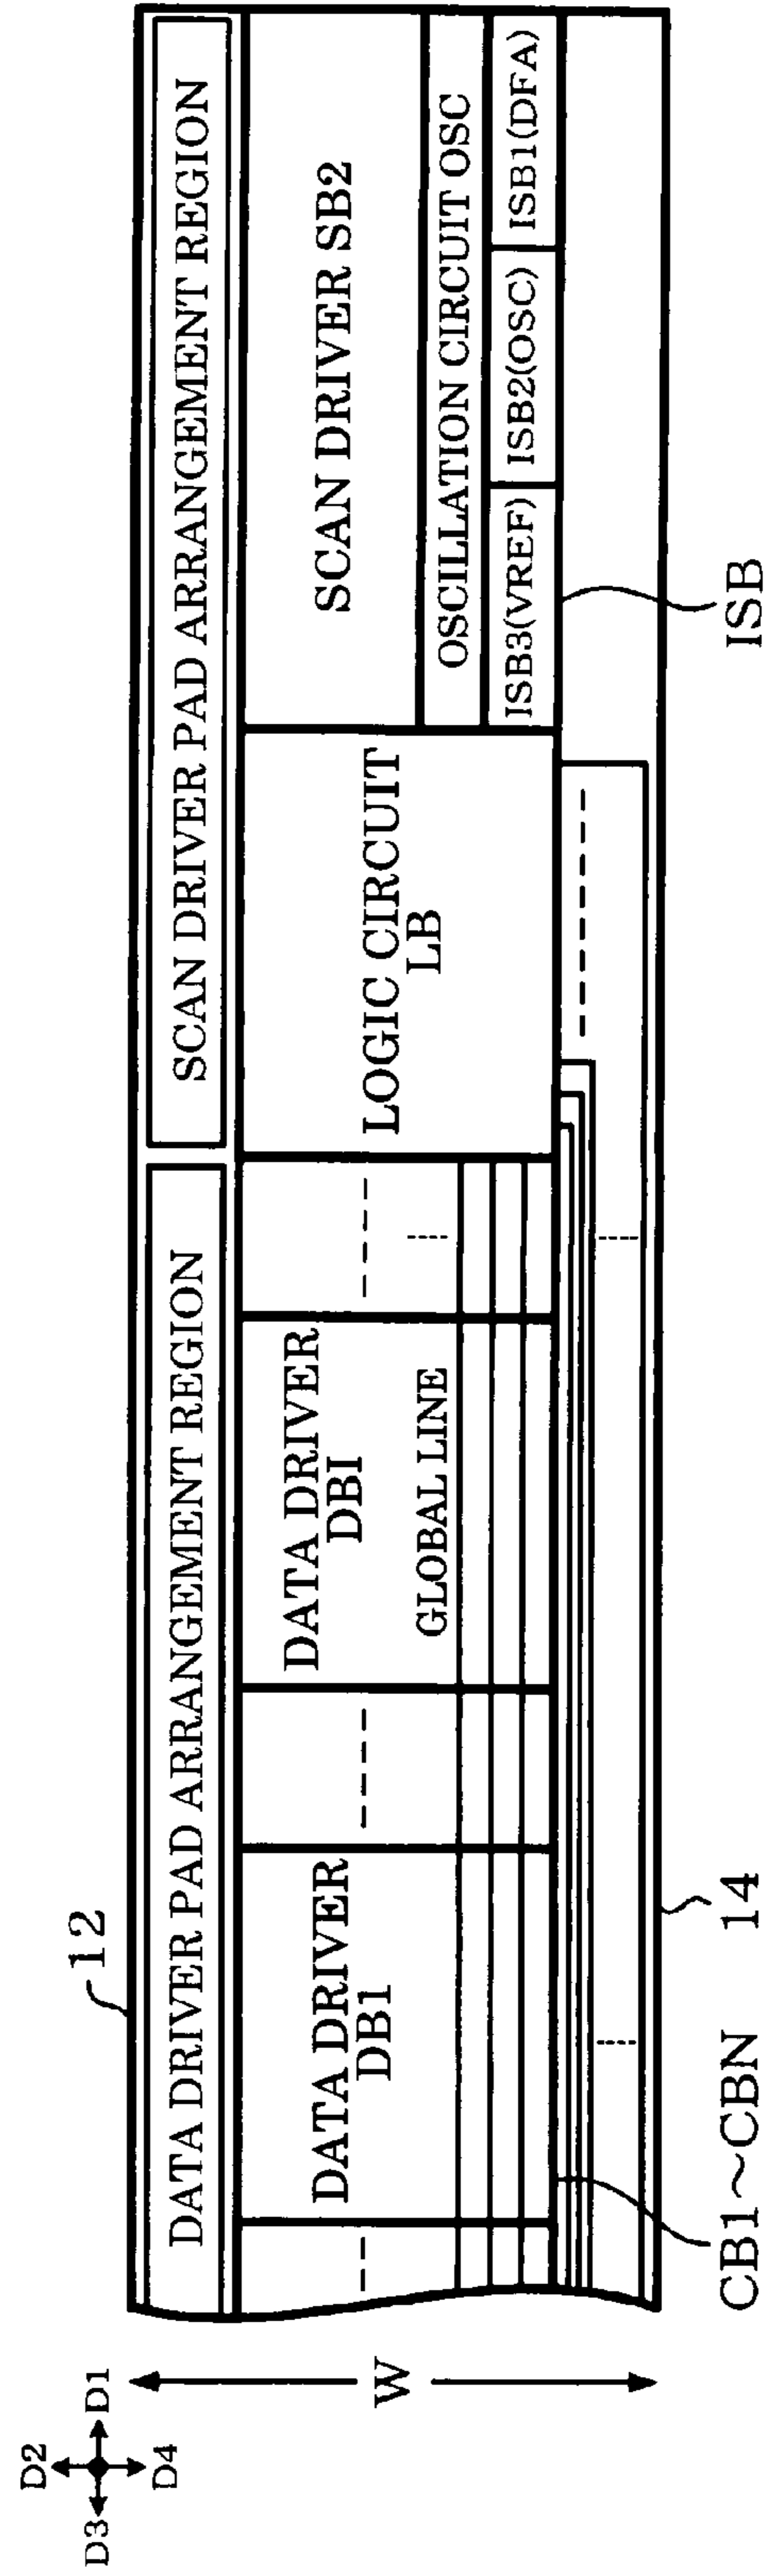 D2
D3
D1
D4
W
12
DATA DRIVER PAD ARRANGEMENT REGION
SCAN DRIVER PAD ARRANGEMENT REGION
DATA DRIVER
DB1
DATA DRIVER
DBI
GLOBAL LINE
LOGIC CIRCUIT
LB
SCAN DRIVER SB2
OSCILLATION CIRCUIT OSC
ISB3(VREF)
ISB2(OSC)
ISB1(DFA)
CB1~CBN
14
ISB